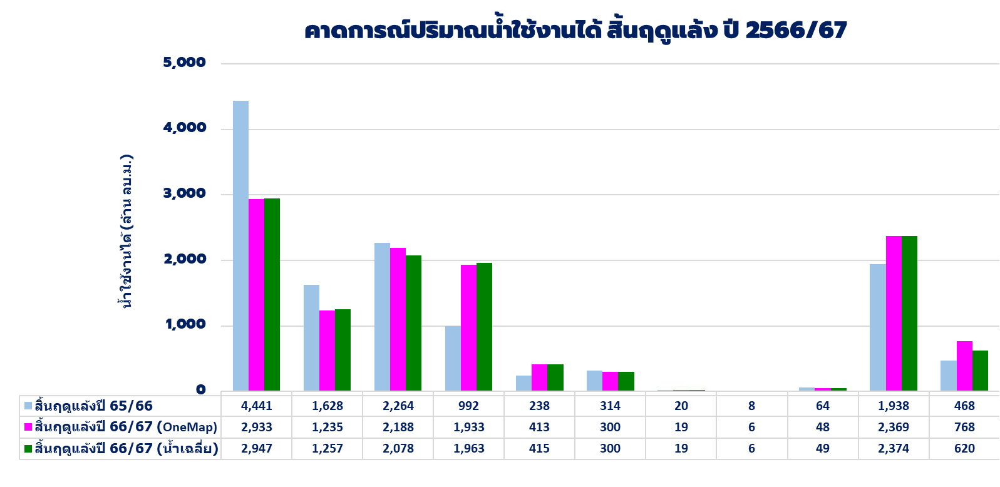 คาดการณ์ปริมาณน้ำใช้งานได้ สิ้นฤดูแล้ง ปี 2566/67
5,000
4,000
3,000
2,000
1,000
0
น้ำใช้งานได้ (ล้าน ลบ.ม.)
สิ้นฤดูแล้งปี 65/66 4,441 1,628 2,264 992 238 314 20 8 64 1,938 468
สิ้นฤดูแล้งปี 66/67 (OneMap) 2,933 1,235 2,188 1,933 413 300 19 6 48 2,369 768
สิ้นฤดูแล้งปี 66/67 (น้ำเฉลี่ย) 2,947 1,257 2,078 1,963 415 300 19 6 49 2,374 620